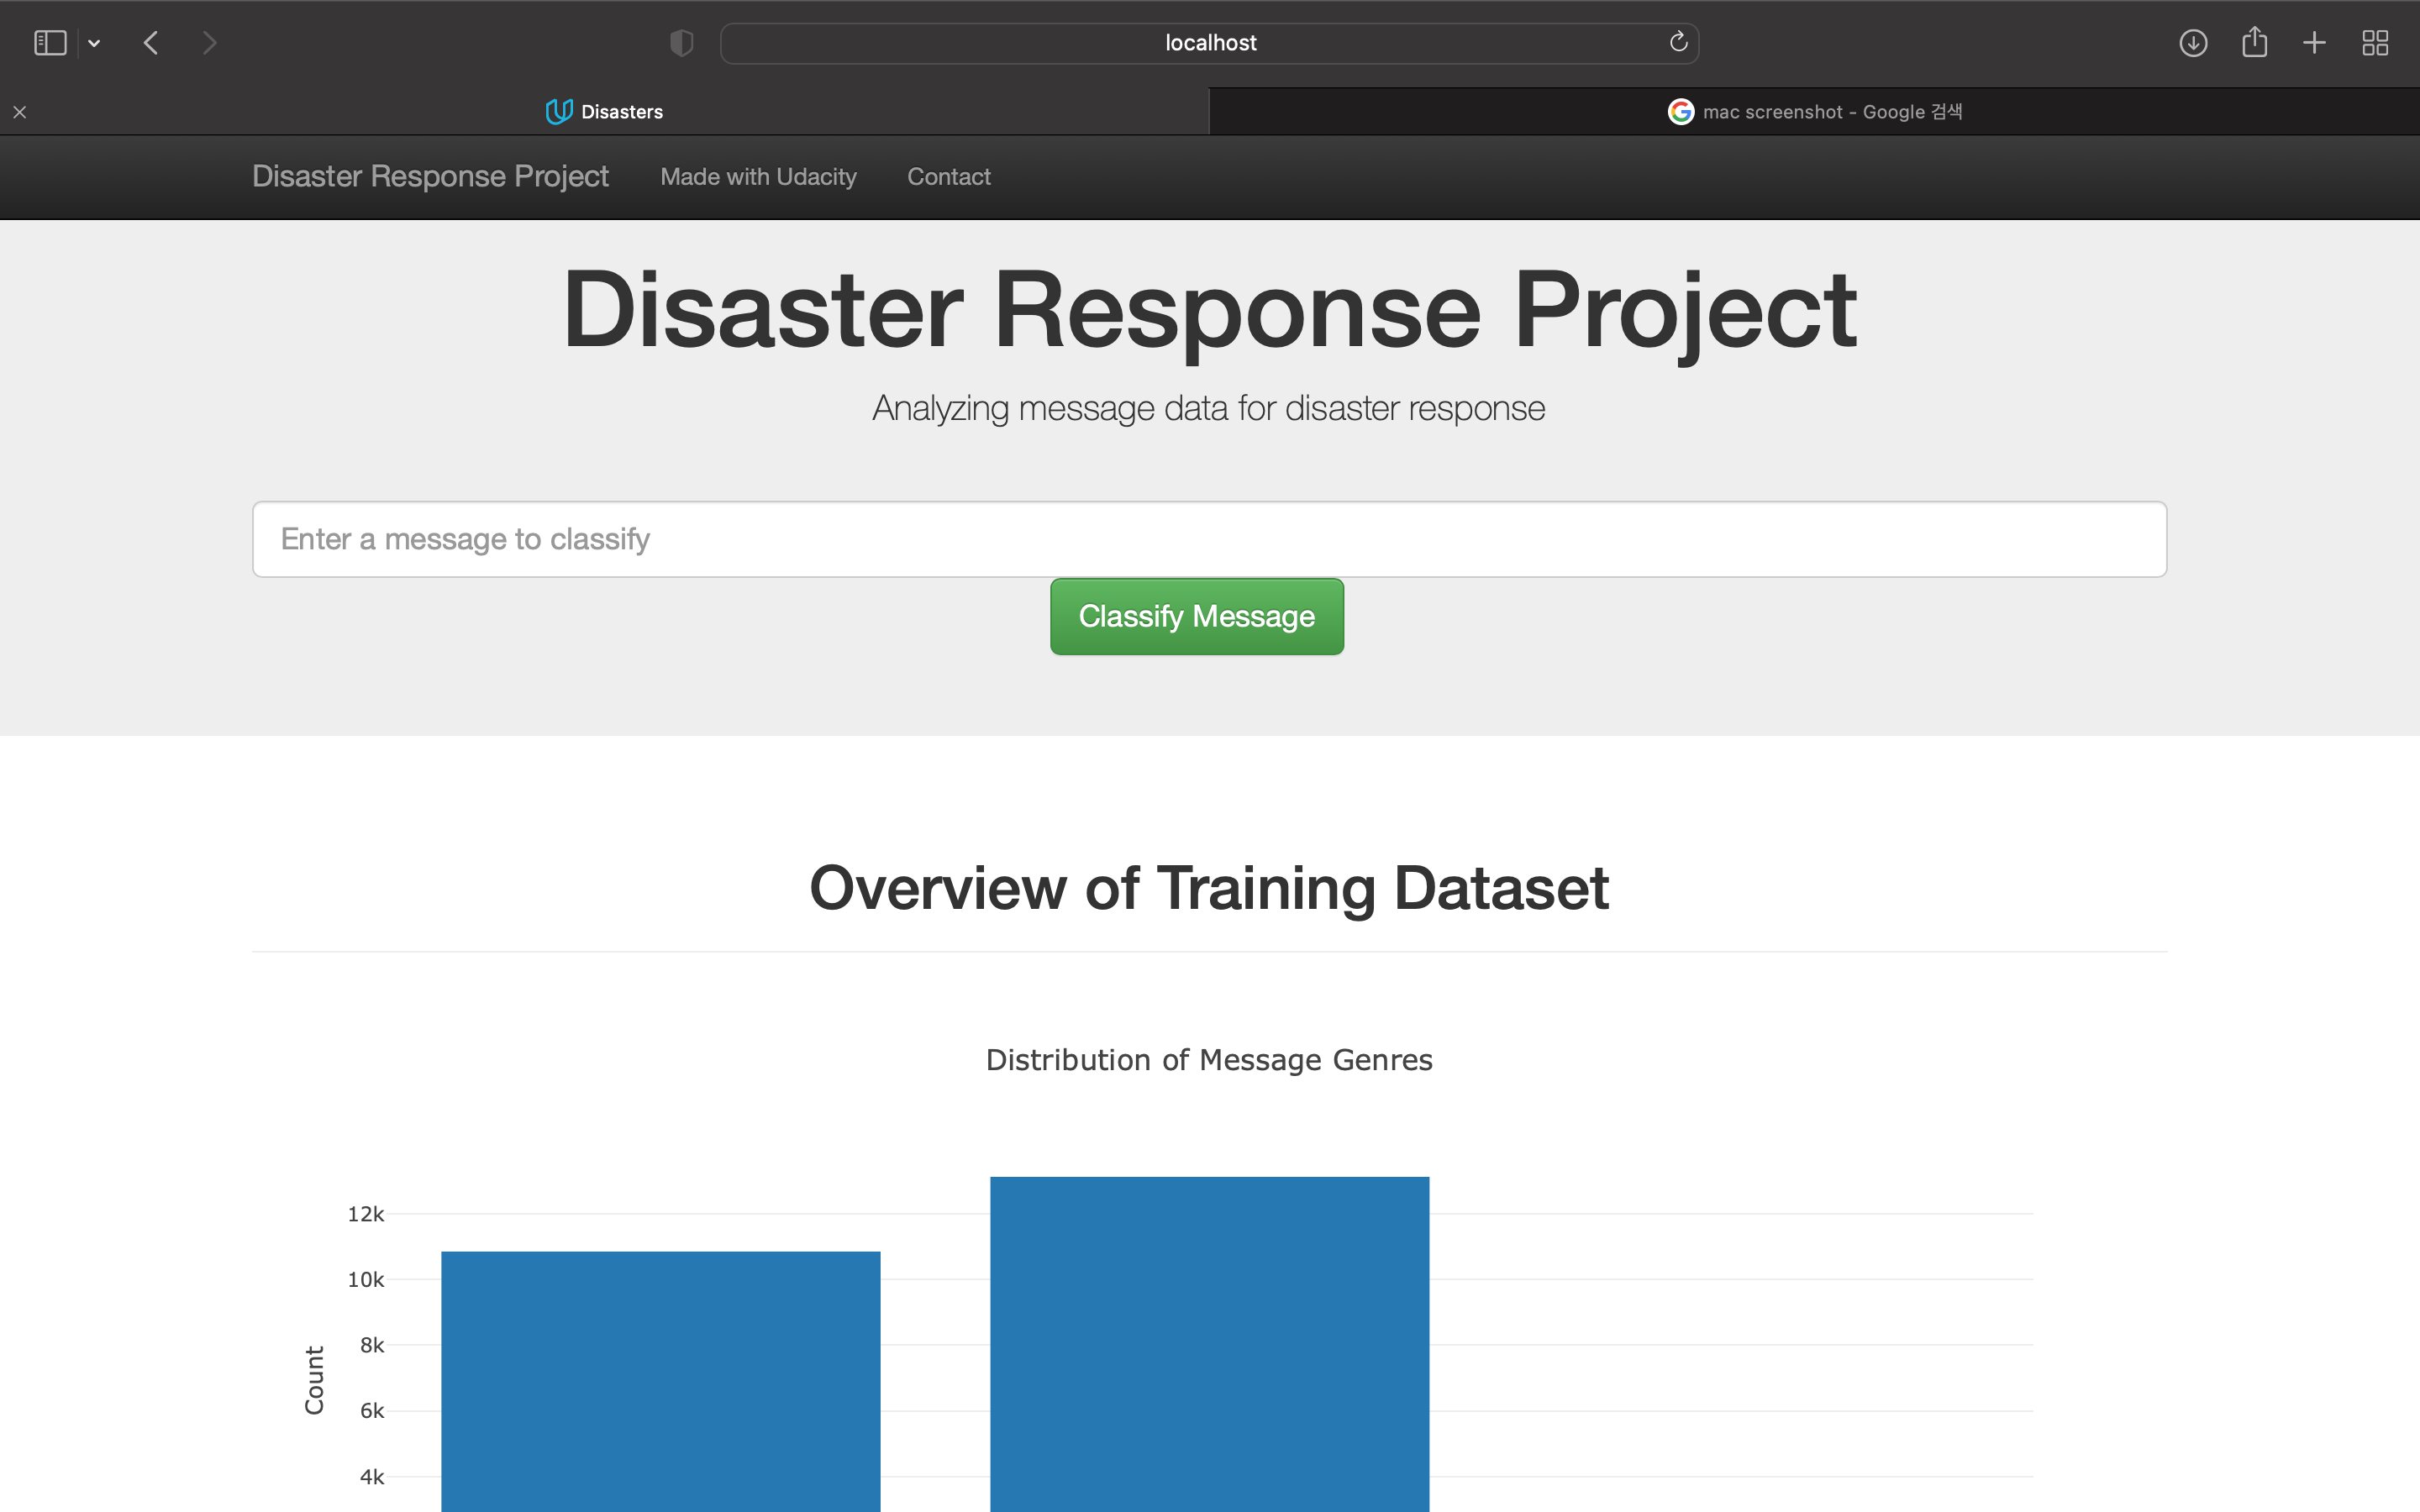 localhost
Disasters
mac screenshot - Google 검색
Disaster Response Project
Made with Udacity
Contact
Disaster Response Project
Analyzing message data for disaster response
Enter a message to classify
Classify Message
Overview of Training Dataset
Distribution of Message Genres
12k
10k
8k
6k
4k
Count